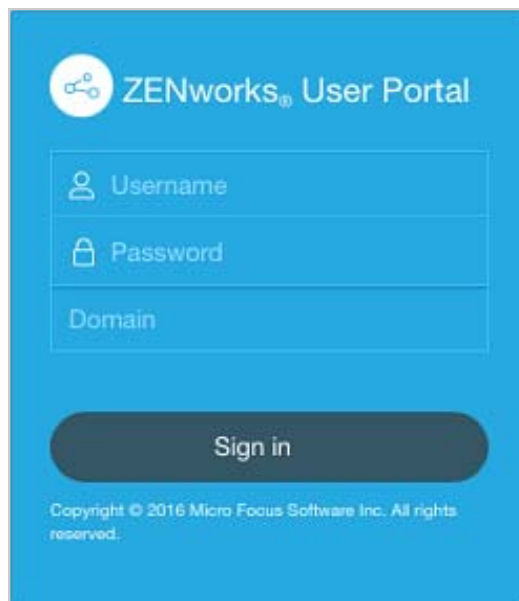 ZENworks® User Portal
Username
Password
Domain
Sign in
Copyright © 2016 Micro Focus Software Inc. All rights
reserved.